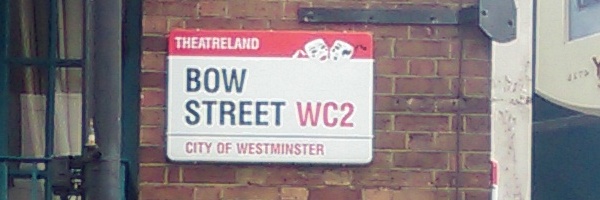 THEATRELAND
BOW
STREET WC2
CITY OF WESTMINSTER